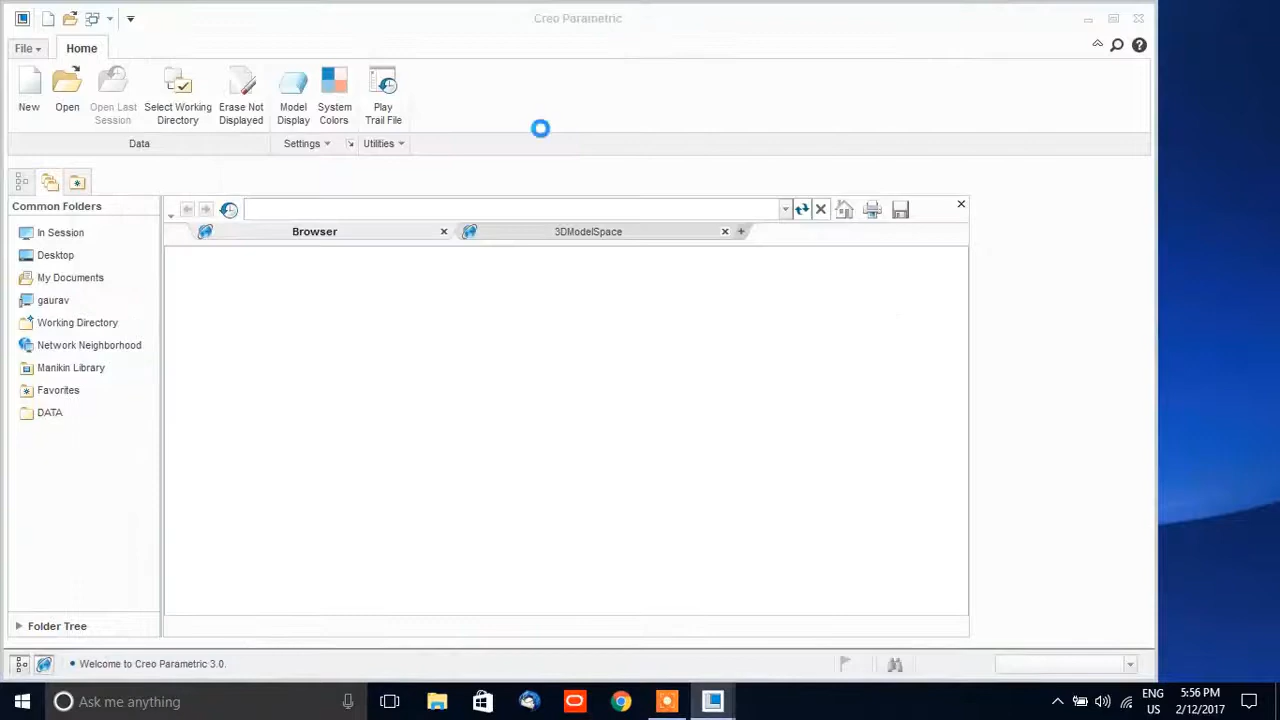 Creo Parametric
File
Home
New
Open
Open Last Session
Select Working Directory
Erase Not Displayed
Model Display
System Colors
Play Trail File
Data
Settings
Utilities
Common Folders
In Session
Desktop
My Documents
gaurav
Working Directory
Network Neighborhood
Manikin Library
Favorites
DATA
Folder Tree
Browser
3DModelSpace
• Welcome to Creo Parametric 3.0.
Ask me anything
ENG
US
5:56 PM
2/12/2017